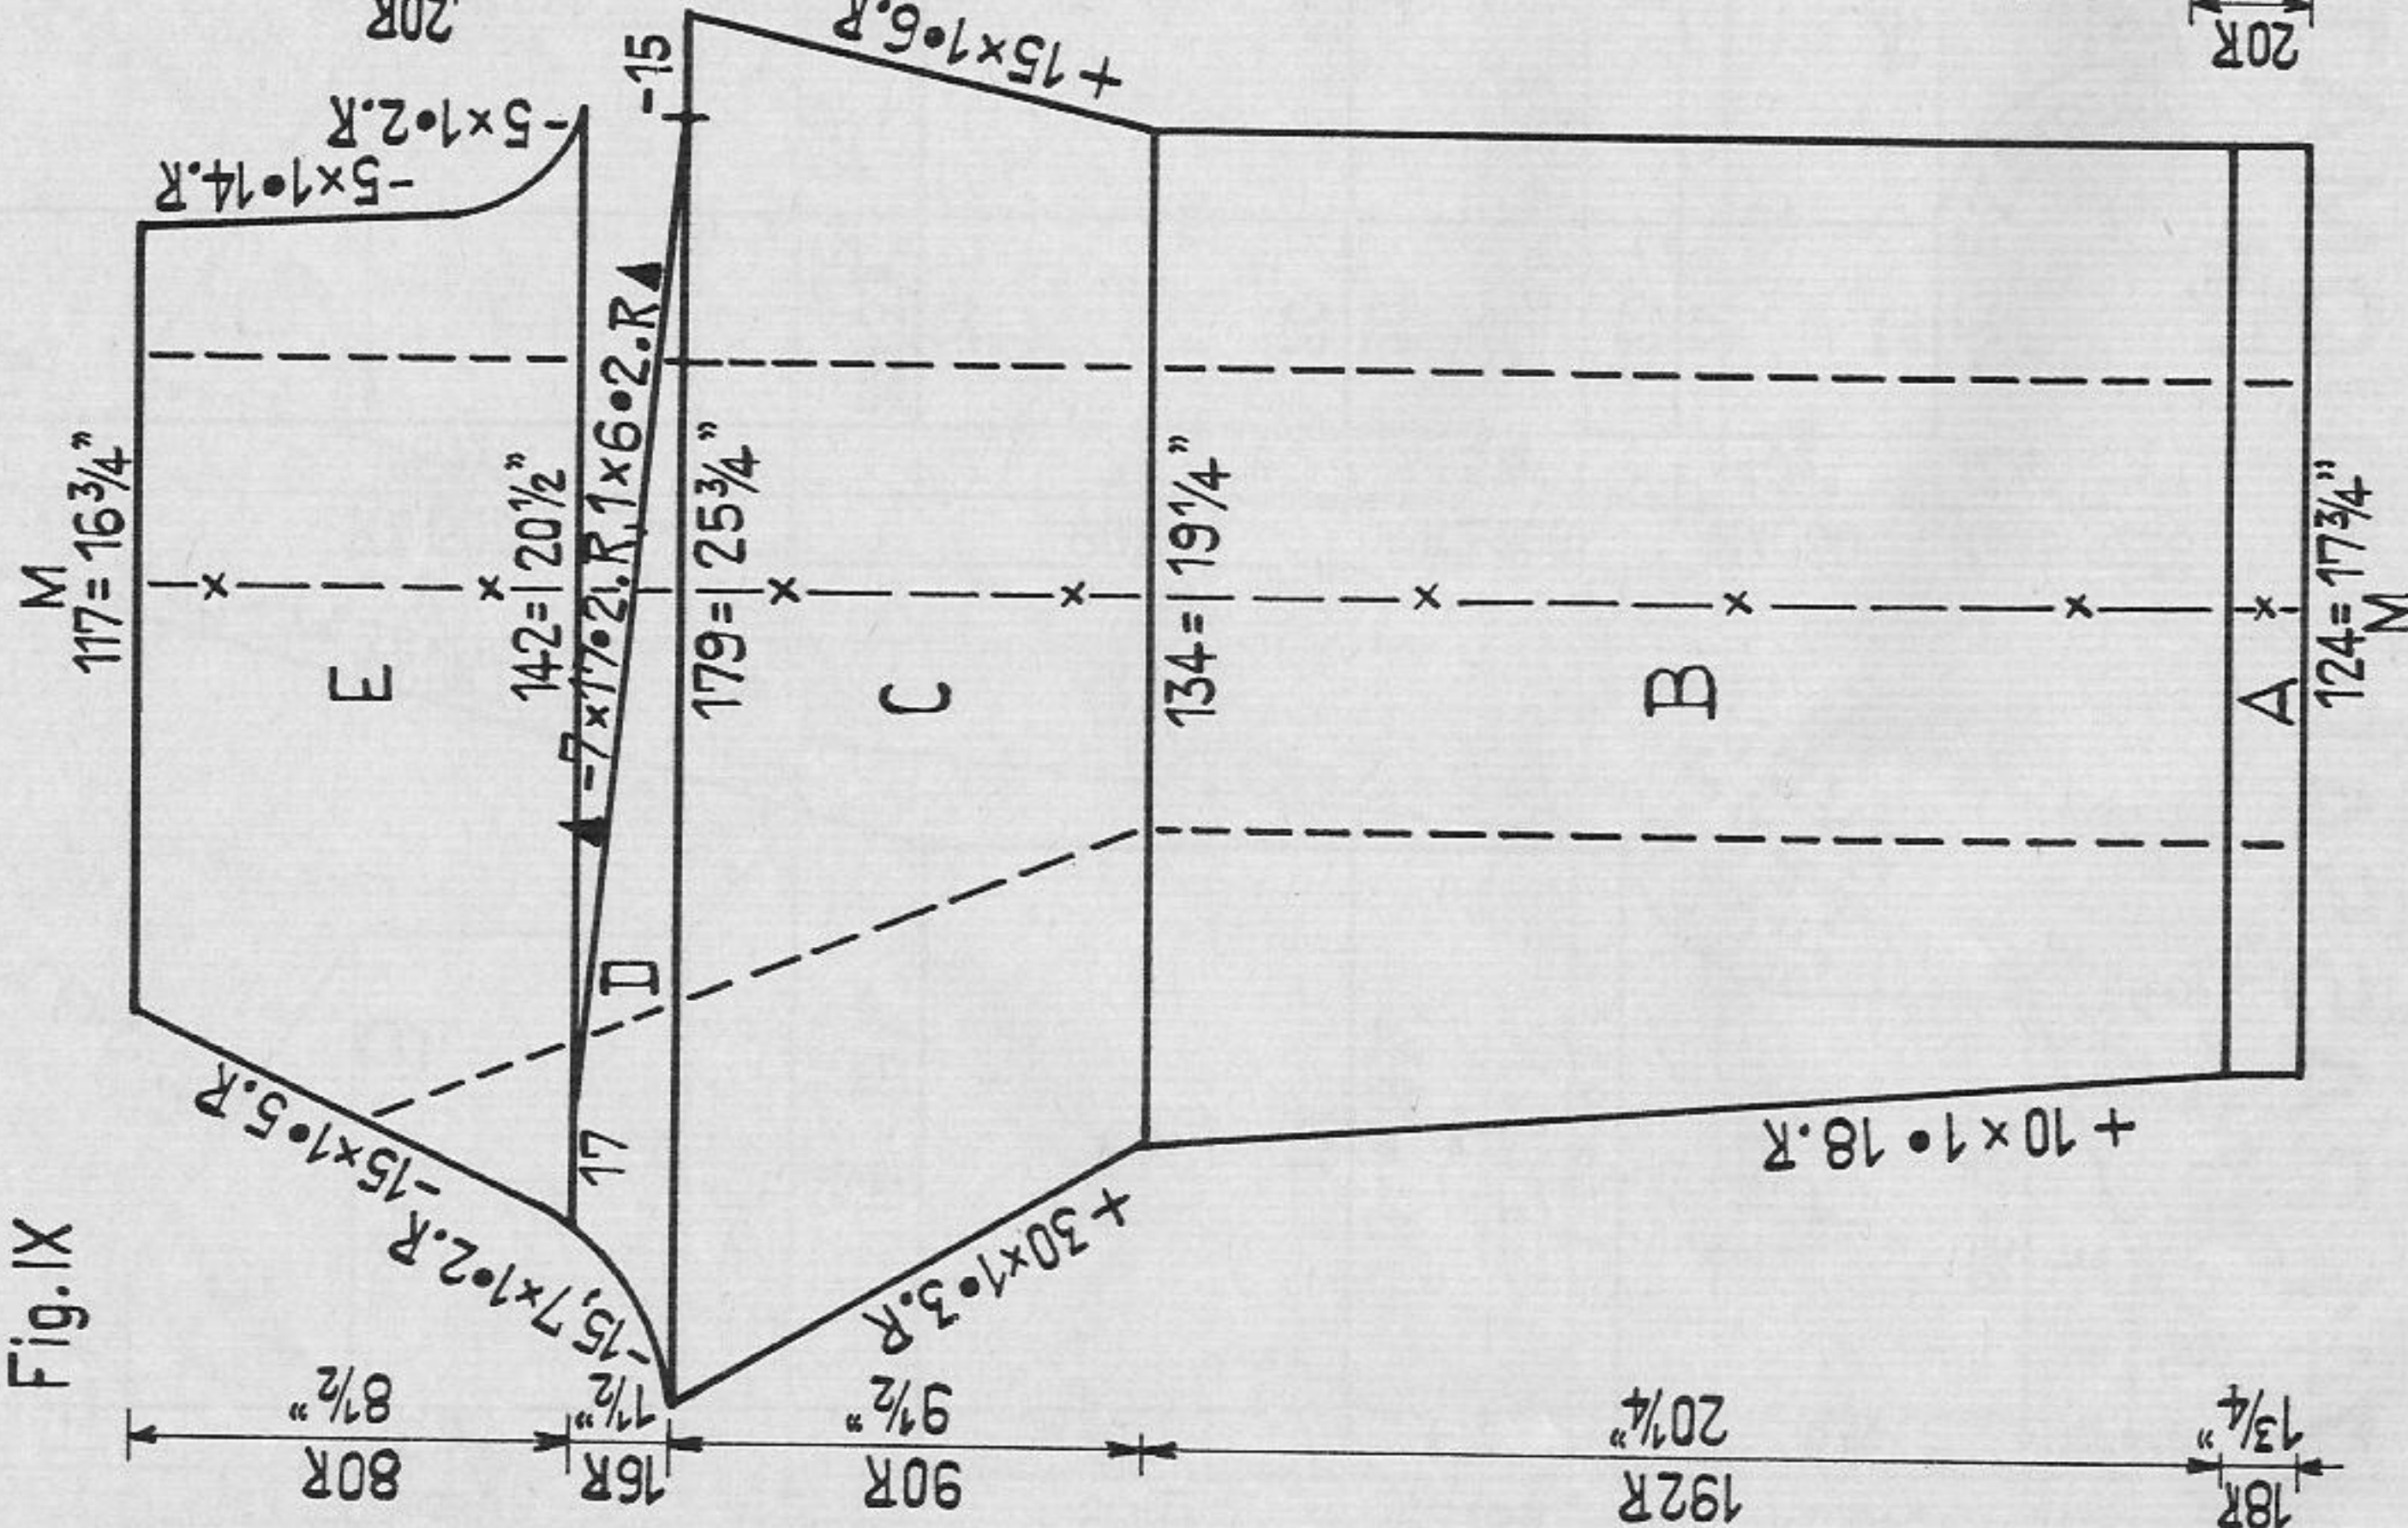 Fig.IX
M
117= 16¾”
20R
-5×1•14.R
-5×1•2.R
E
-15×1•5.R
80R
8½”
142= 20½”
-7×17•2i.R,1×6•2.R
17
D
-15,7×1•2.R
16R
1½”
-15
179= 25¾”
C
+15×1•6.R
+30×1•3.R
90R
9½”
134= 19¼”
B
+10×1•18.R
192R
20¼”
A
18R
1¾”
124= 17¾”
M
20R